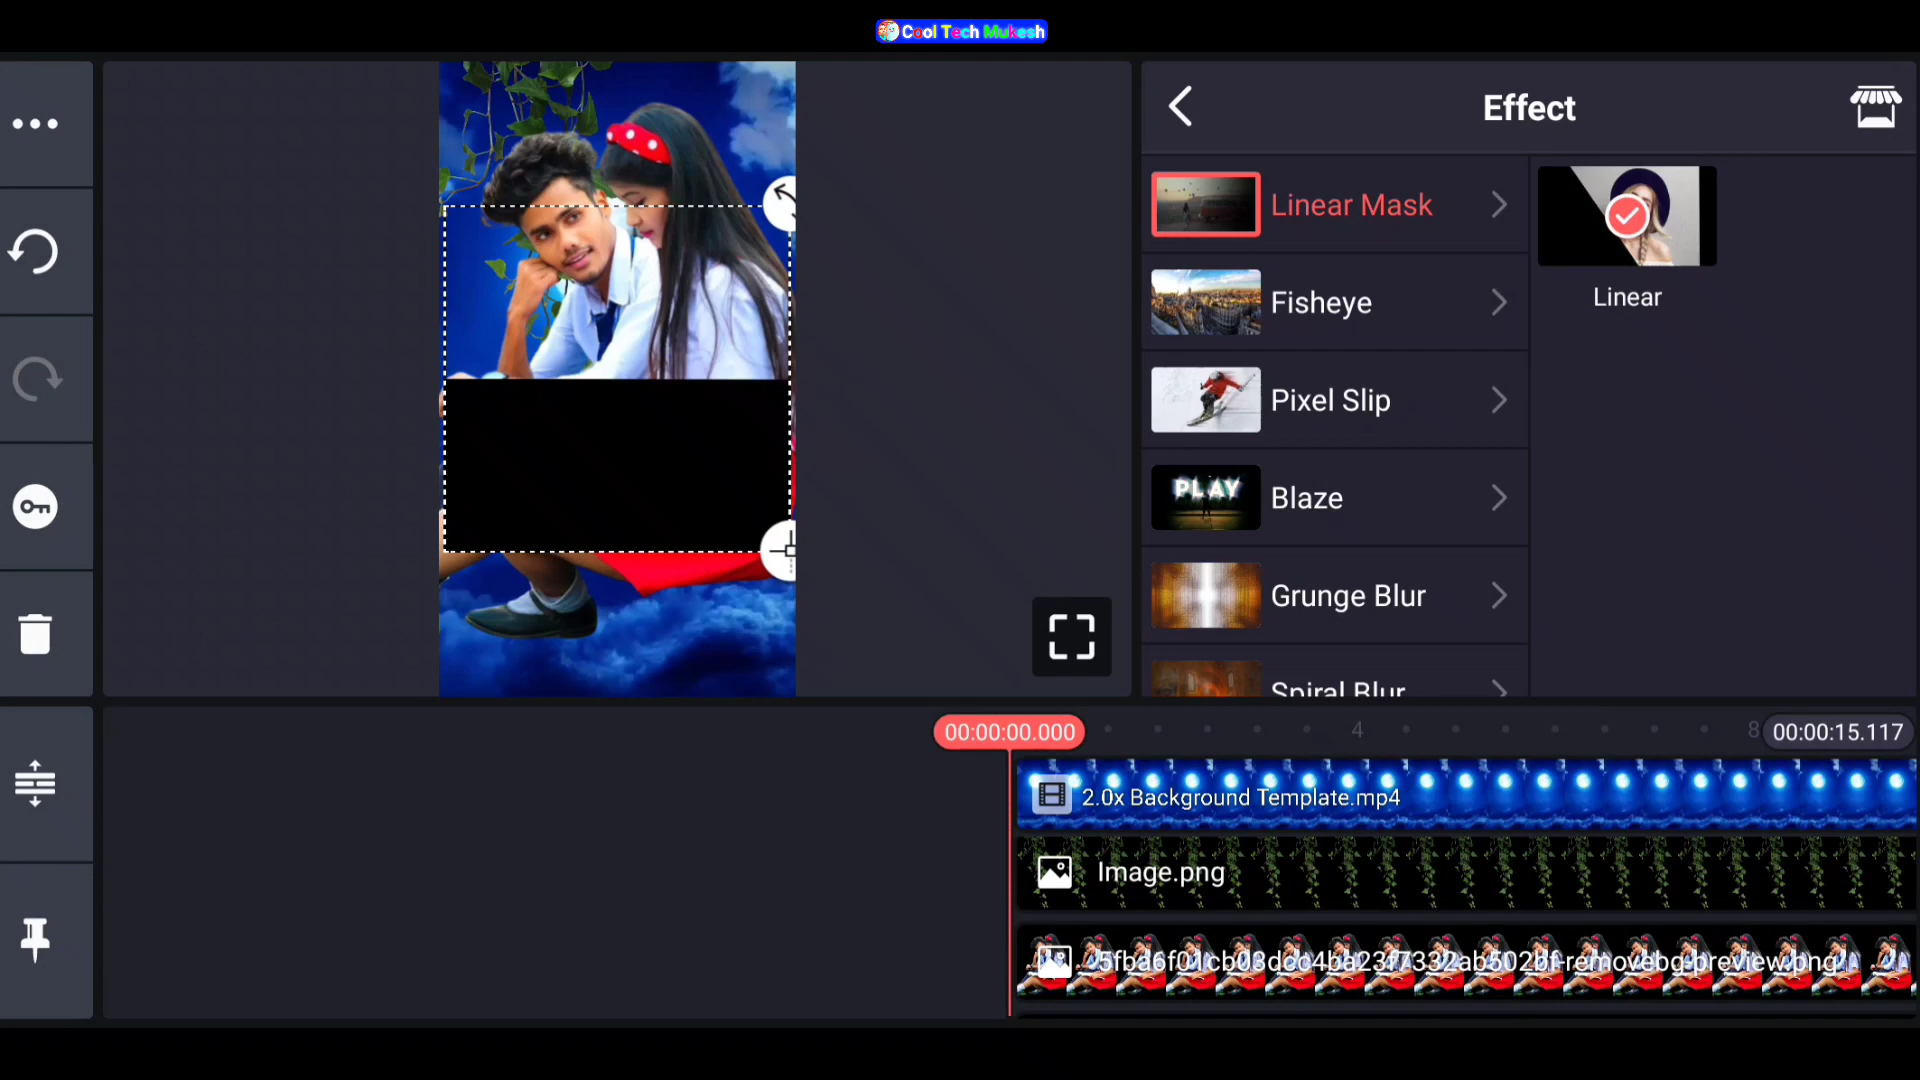 Cool Tech Mukesh
Effect
Linear Mask
Linear
Fisheye
Pixel Slip
PLAY
Blaze
Grunge Blur
Spiral Blur
00:00:00.000
4
8
00:00:15.117
2.0x Background Template.mp4
Image.png
5fba6f01cb03dcc4ba23f7332ab502bf-removebg-preview.png